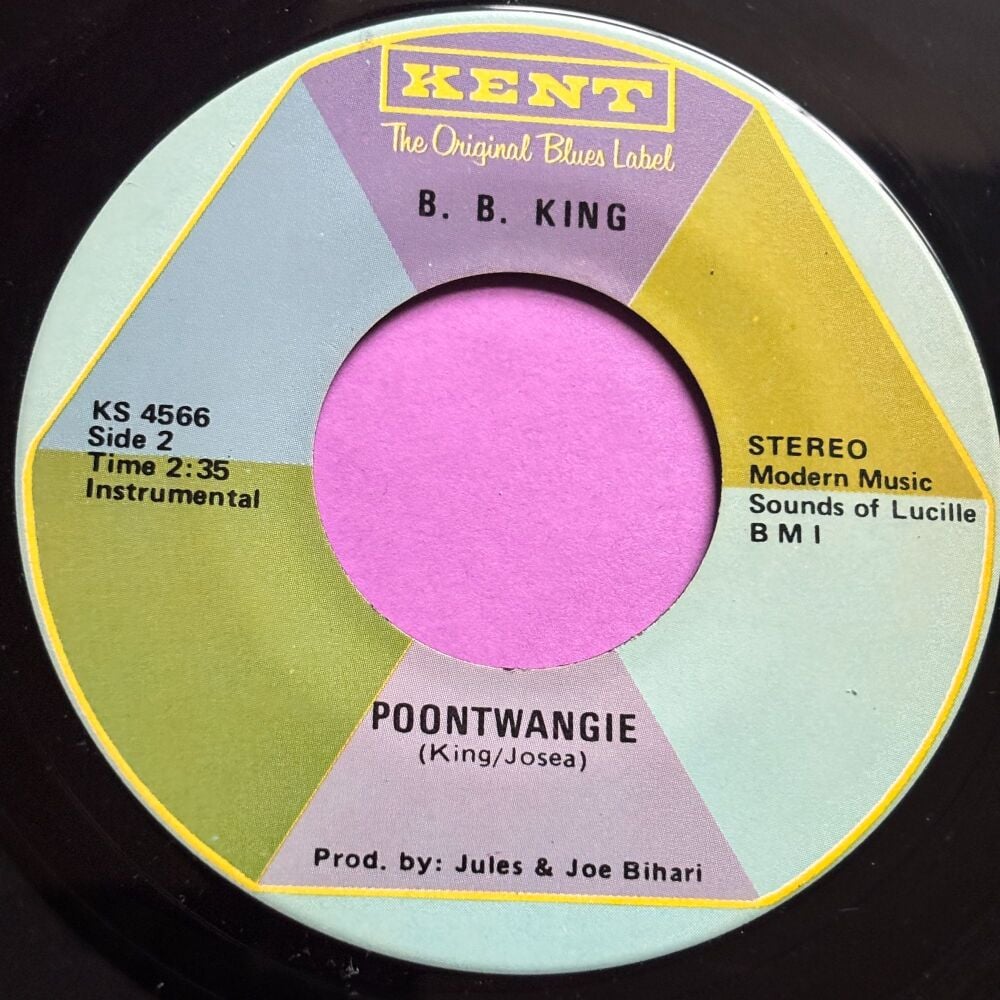 KENT
The Original Blues Label
B. B. KING
KS 4566
Side 2
Time 2:35
Instrumental
STEREO
Modern Music
Sounds of Lucille
B M I
POONTWANGIE
(King/Josea)
Prod. by: Jules & Joe Bihari